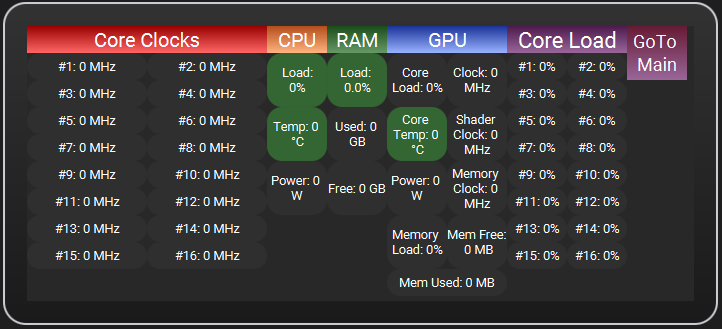 Core Clocks
CPU
RAM
GPU
Core Load
GoTo
Main
#1: 0 MHz
#2: 0 MHz
#3: 0 MHz
#4: 0 MHz
#5: 0 MHz
#6: 0 MHz
#7: 0 MHz
#8: 0 MHz
#9: 0 MHz
#10: 0 MHz
#11: 0 MHz
#12: 0 MHz
#13: 0 MHz
#14: 0 MHz
#15: 0 MHz
#16: 0 MHz
Load:
0%
Temp: 0
°C
Power: 0
W
Load:
0.0%
Used: 0
GB
Free: 0 GB
Core
Load: 0%
Clock: 0
MHz
Core
Temp: 0
°C
Shader
Clock: 0
MHz
Power: 0
W
Memory
Clock: 0
MHz
Memory
Load: 0%
Mem Free:
0 MB
Mem Used: 0 MB
#1: 0%
#2: 0%
#3: 0%
#4: 0%
#5: 0%
#6: 0%
#7: 0%
#8: 0%
#9: 0%
#10: 0%
#11: 0%
#12: 0%
#13: 0%
#14: 0%
#15: 0%
#16: 0%